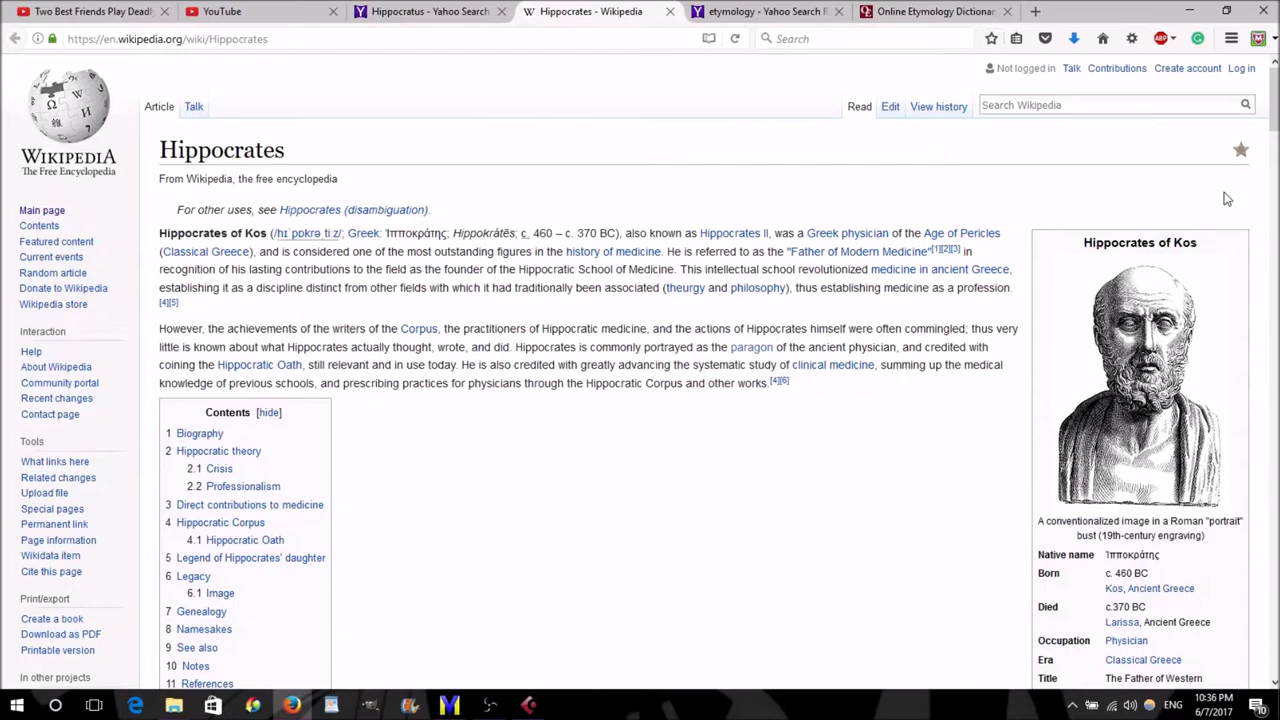 Two Best Friends Play Deadl
YouTube
Hippocratus - Yahoo Search
Hippocrates - Wikipedia
etymology - Yahoo Search R
Online Etymology Dictionar
https://en.wikipedia.org/wiki/Hippocrates
Search
ABP
Not logged in Talk Contributions Create account Log in
Article Talk
Read Edit View history
Search Wikipedia
WIKIPEDIA
The Free Encyclopedia
Main page
Contents
Featured content
Current events
Random article
Donate to Wikipedia
Wikipedia store
Interaction
Help
About Wikipedia
Community portal
Recent changes
Contact page
Tools
What links here
Related changes
Upload file
Special pages
Permanent link
Page information
Wikidata item
Cite this page
Print/export
Create a book
Download as PDF
Printable version
In other projects
Hippocrates
From Wikipedia, the free encyclopedia
For other uses, see Hippocrates (disambiguation).
Hippocrates of Kos (/hɪˈpɒkrəˌtiːz/; Greek: Ἱπποκράτης; Hippokrátēs; c. 460 – c. 370 BC), also known as Hippocrates II, was a Greek physician of the Age of Pericles
(Classical Greece), and is considered one of the most outstanding figures in the history of medicine. He is referred to as the "Father of Modern Medicine"[1][2][3] in
recognition of his lasting contributions to the field as the founder of the Hippocratic School of Medicine. This intellectual school revolutionized medicine in ancient Greece,
establishing it as a discipline distinct from other fields with which it had traditionally been associated (theurgy and philosophy), thus establishing medicine as a profession.
[4][5]
However, the achievements of the writers of the Corpus, the practitioners of Hippocratic medicine, and the actions of Hippocrates himself were often commingled; thus very
little is known about what Hippocrates actually thought, wrote, and did. Hippocrates is commonly portrayed as the paragon of the ancient physician, and credited with
coining the Hippocratic Oath, still relevant and in use today. He is also credited with greatly advancing the systematic study of clinical medicine, summing up the medical
knowledge of previous schools, and prescribing practices for physicians through the Hippocratic Corpus and other works.[4][6]
Contents [hide]
1 Biography
2 Hippocratic theory
2.1 Crisis
2.2 Professionalism
3 Direct contributions to medicine
4 Hippocratic Corpus
4.1 Hippocratic Oath
5 Legend of Hippocrates' daughter
6 Legacy
6.1 Image
7 Genealogy
8 Namesakes
9 See also
10 Notes
11 References
Hippocrates of Kos
A conventionalized image in a Roman "portrait"
bust (19th-century engraving)
Native name Ἱπποκράτης
Born c. 460 BC
Kos, Ancient Greece
Died c.370 BC
Larissa, Ancient Greece
Occupation Physician
Era Classical Greece
Title The Father of Western
ENG
10:36 PM
6/7/2017
10